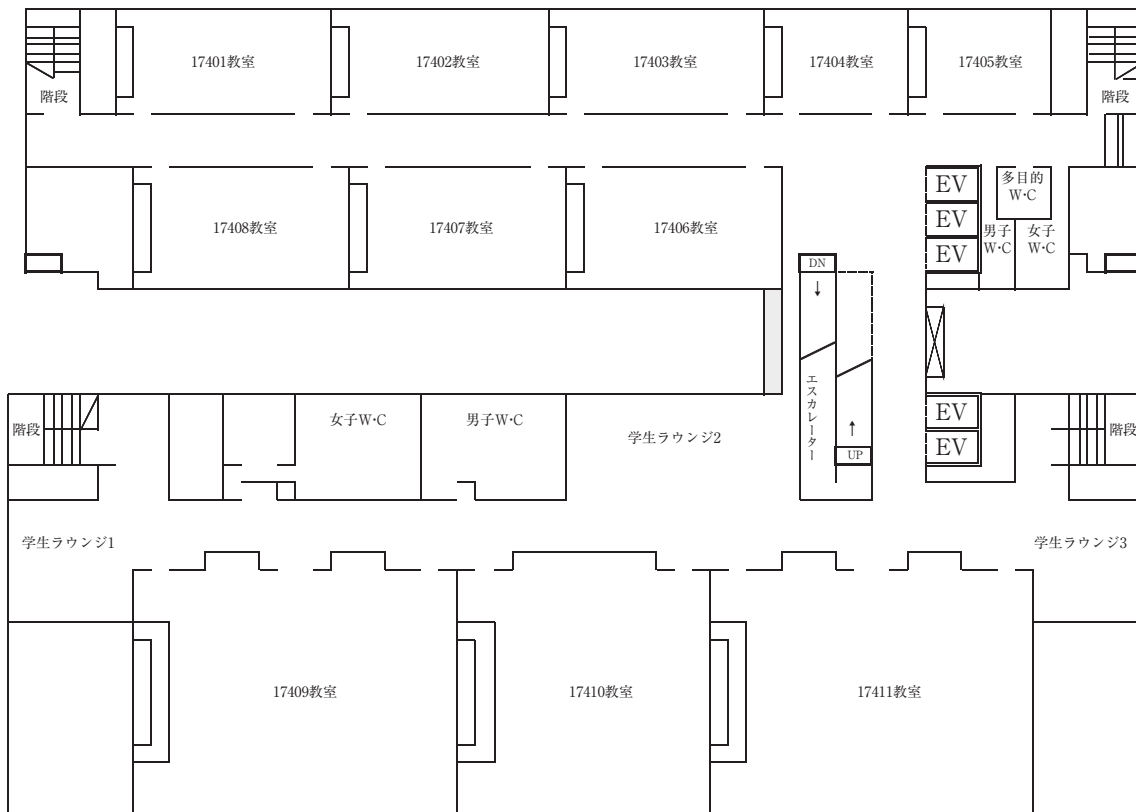 17401教室
17402教室
17403教室
17404教室
17405教室
階段
階段
17408教室
17407教室
17406教室
EV
EV
EV
多目的
W·C
男子
W·C
女子
W·C
DN
↓
エスカレーター
↑
UP
階段
女子W·C
男子W·C
学生ラウンジ2
EV
EV
階段
学生ラウンジ1
学生ラウンジ3
17409教室
17410教室
17411教室